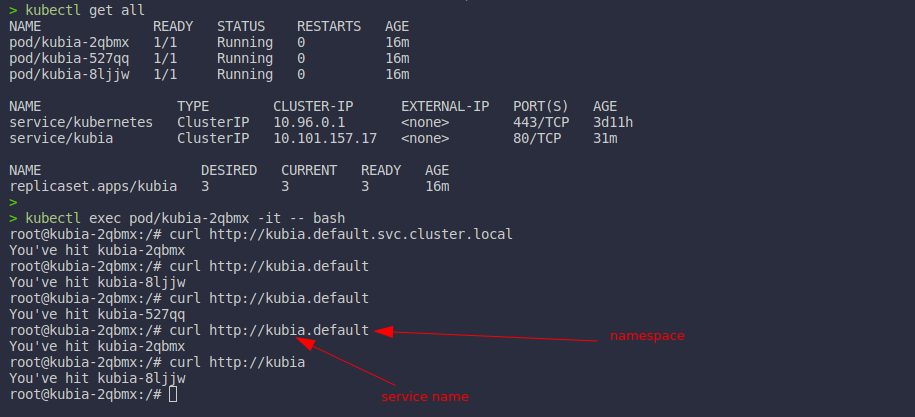 > kubectl get all
NAME              READY   STATUS    RESTARTS   AGE
pod/kubia-2qbmx   1/1     Running   0          16m
pod/kubia-527qq   1/1     Running   0          16m
pod/kubia-8ljjw   1/1     Running   0          16m
NAME                 TYPE        CLUSTER-IP      EXTERNAL-IP   PORT(S)   AGE
service/kubernetes   ClusterIP   10.96.0.1       <none>        443/TCP   3d11h
service/kubia        ClusterIP   10.101.157.17   <none>        80/TCP    31m
NAME                    DESIRED   CURRENT   READY   AGE
replicaset.apps/kubia   3         3         3       16m
>
> kubectl exec pod/kubia-2qbmx -it -- bash
root@kubia-2qbmx:/# curl http://kubia.default.svc.cluster.local
You've hit kubia-2qbmx
root@kubia-2qbmx:/# curl http://kubia.default
You've hit kubia-8ljjw
root@kubia-2qbmx:/# curl http://kubia.default
You've hit kubia-527qq
root@kubia-2qbmx:/# curl http://kubia.default
namespace
You've hit kubia-2qbmx
root@kubia-2qbmx:/# curl http://kubia
You've hit kubia-8ljjw
root@kubia-2qbmx:/#
service name